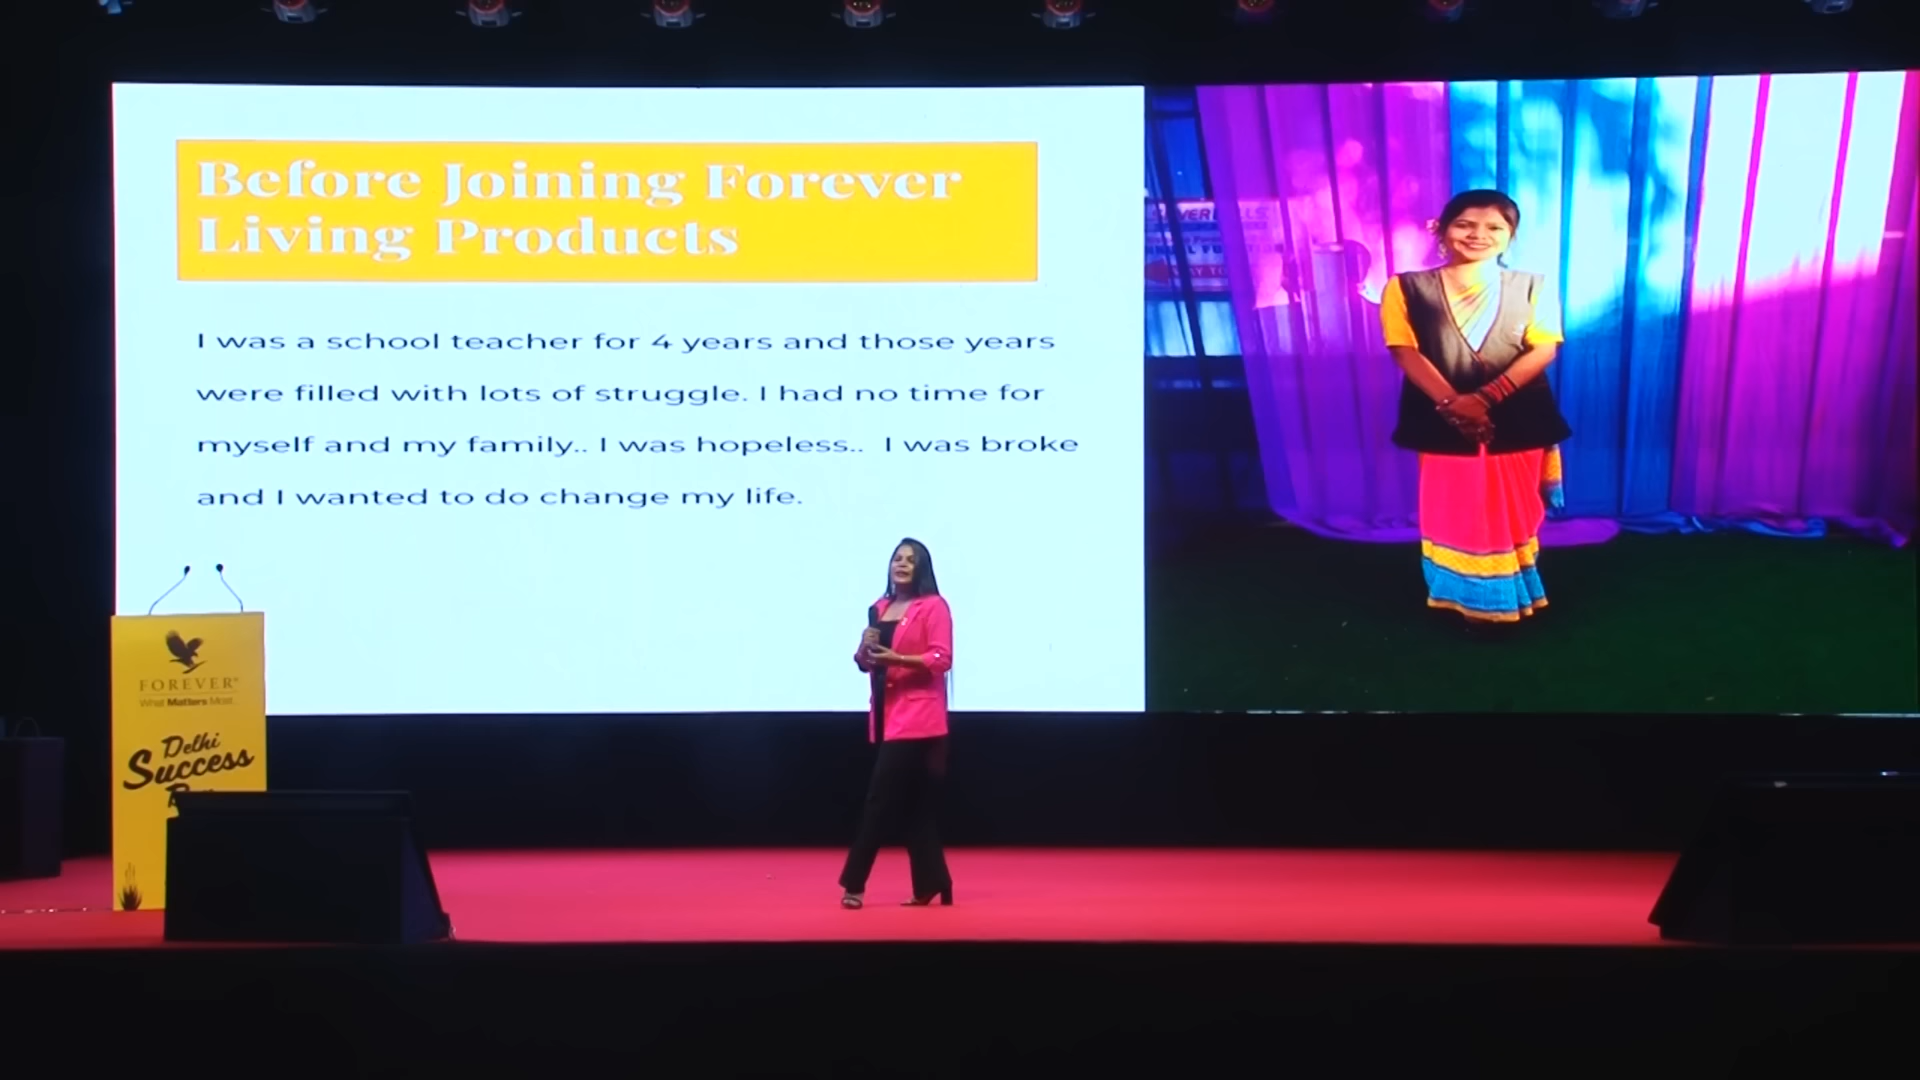 Before Joining Forever
Living Products
I was a school teacher for 4 years and those years
were filled with lots of struggle. I had no time for
myself and my family.. I was hopeless..  I was broke
and I wanted to do change my life.
FOREVER®
What Matters Most
Delhi
Success